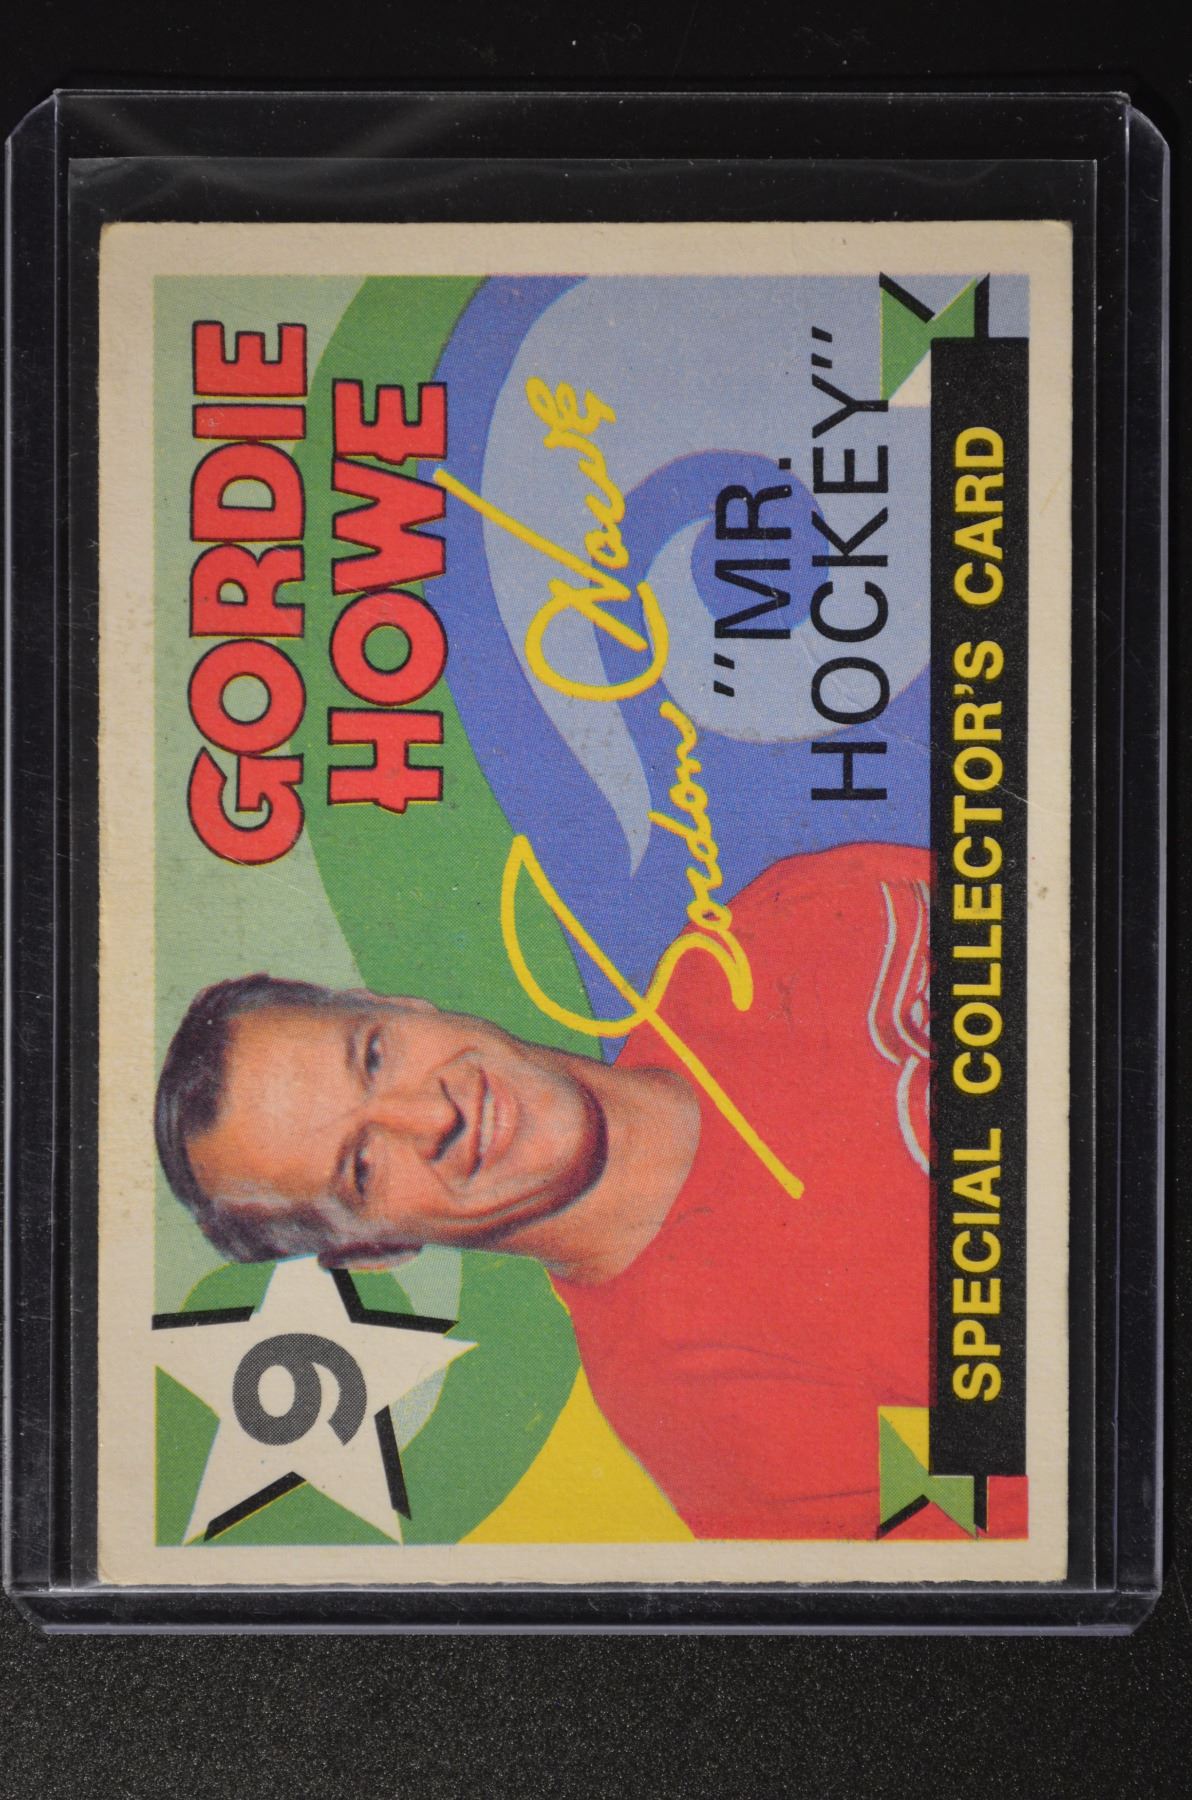 GORDIE
HOWE
Gordon Howe
"MR.
HOCKEY"
9
SPECIAL COLLECTOR'S CARD